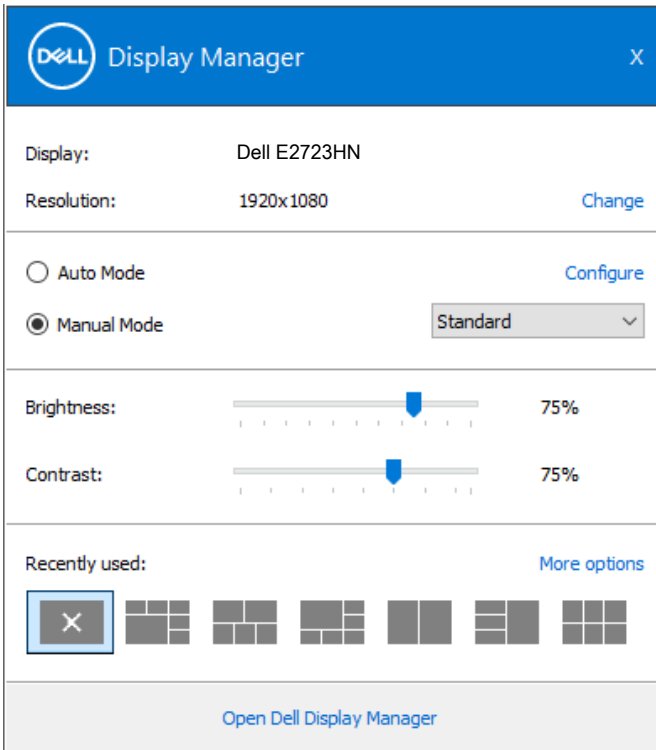 DELL Display Manager X
Display: Dell E2723HN
Resolution: 1920x1080 Change
Auto Mode Configure
Manual Mode Standard
Brightness: 75%
Contrast: 75%
Recently used: More options
Open Dell Display Manager